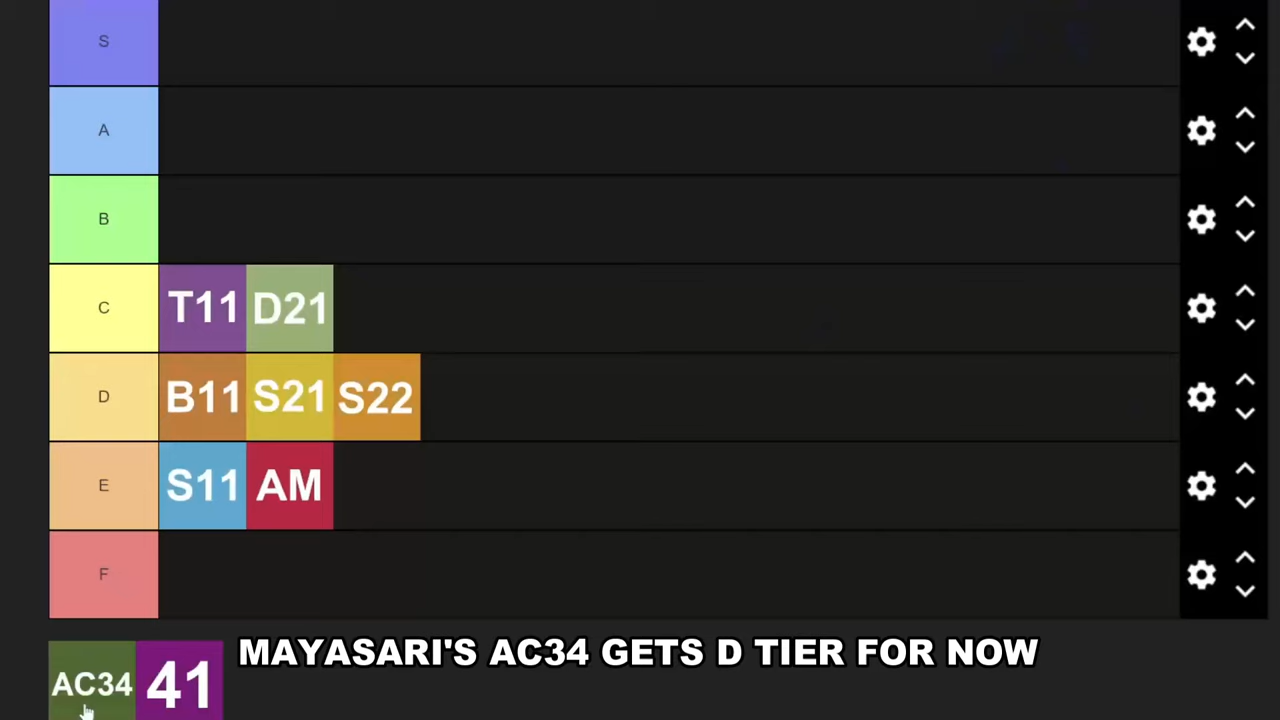 S
A
B
C T11 D21
D B11 S21 S22
E S11 AM
F
MAYASARI'S AC34 GETS D TIER FOR NOW
AC34 41